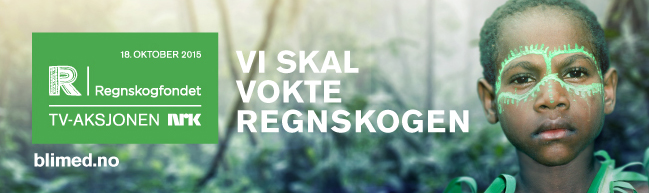 18. OKTOBER 2015
R Regnskogfondet
TV-AKSJONEN NRK
blimed.no
VI SKAL
VOKTE
REGNSKOGEN